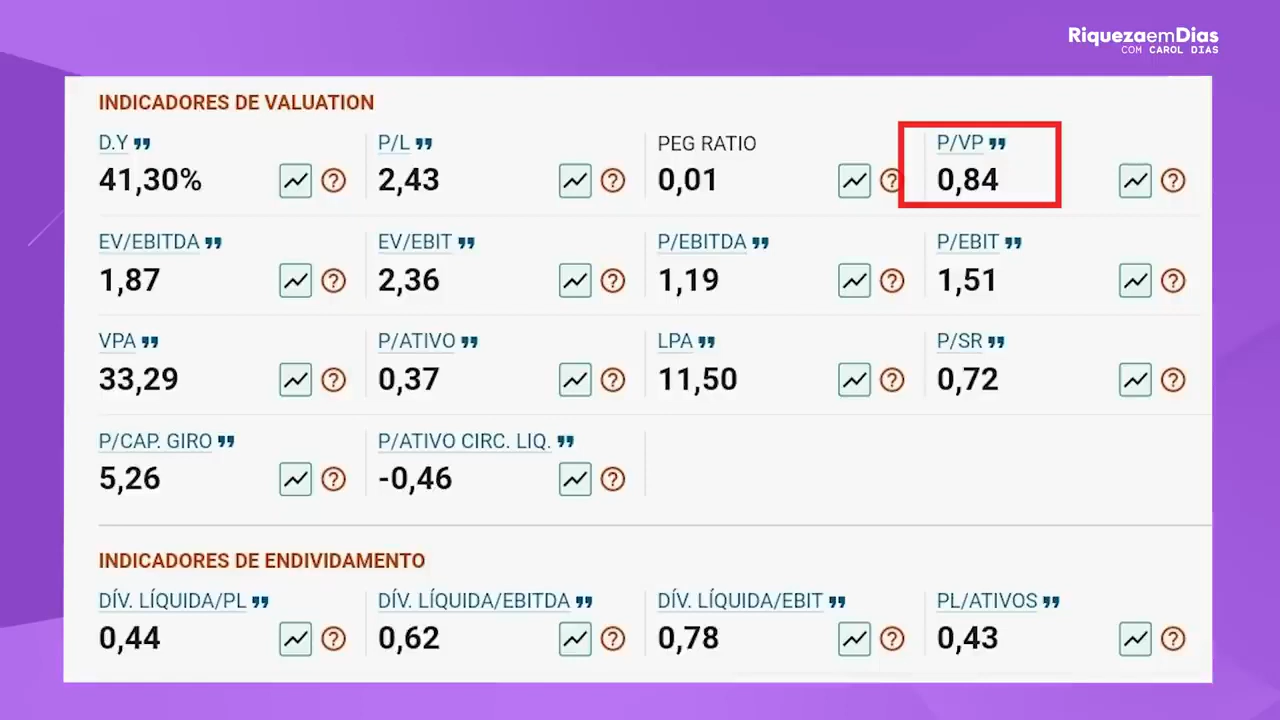 RiquezaemDias
COM CAROL DIAS
INDICADORES DE VALUATION
D.Y P/L PEG RATIO P/VP
41,30% 2,43 0,01 0,84
EV/EBITDA EV/EBIT P/EBITDA P/EBIT
1,87 2,36 1,19 1,51
VPA P/ATIVO LPA P/SR
33,29 0,37 11,50 0,72
P/CAP. GIRO P/ATIVO CIRC. LIQ.
5,26 -0,46
INDICADORES DE ENDIVIDAMENTO
DÍV. LÍQUIDA/PL DÍV. LÍQUIDA/EBITDA DÍV. LÍQUIDA/EBIT PL/ATIVOS
0,44 0,62 0,78 0,43